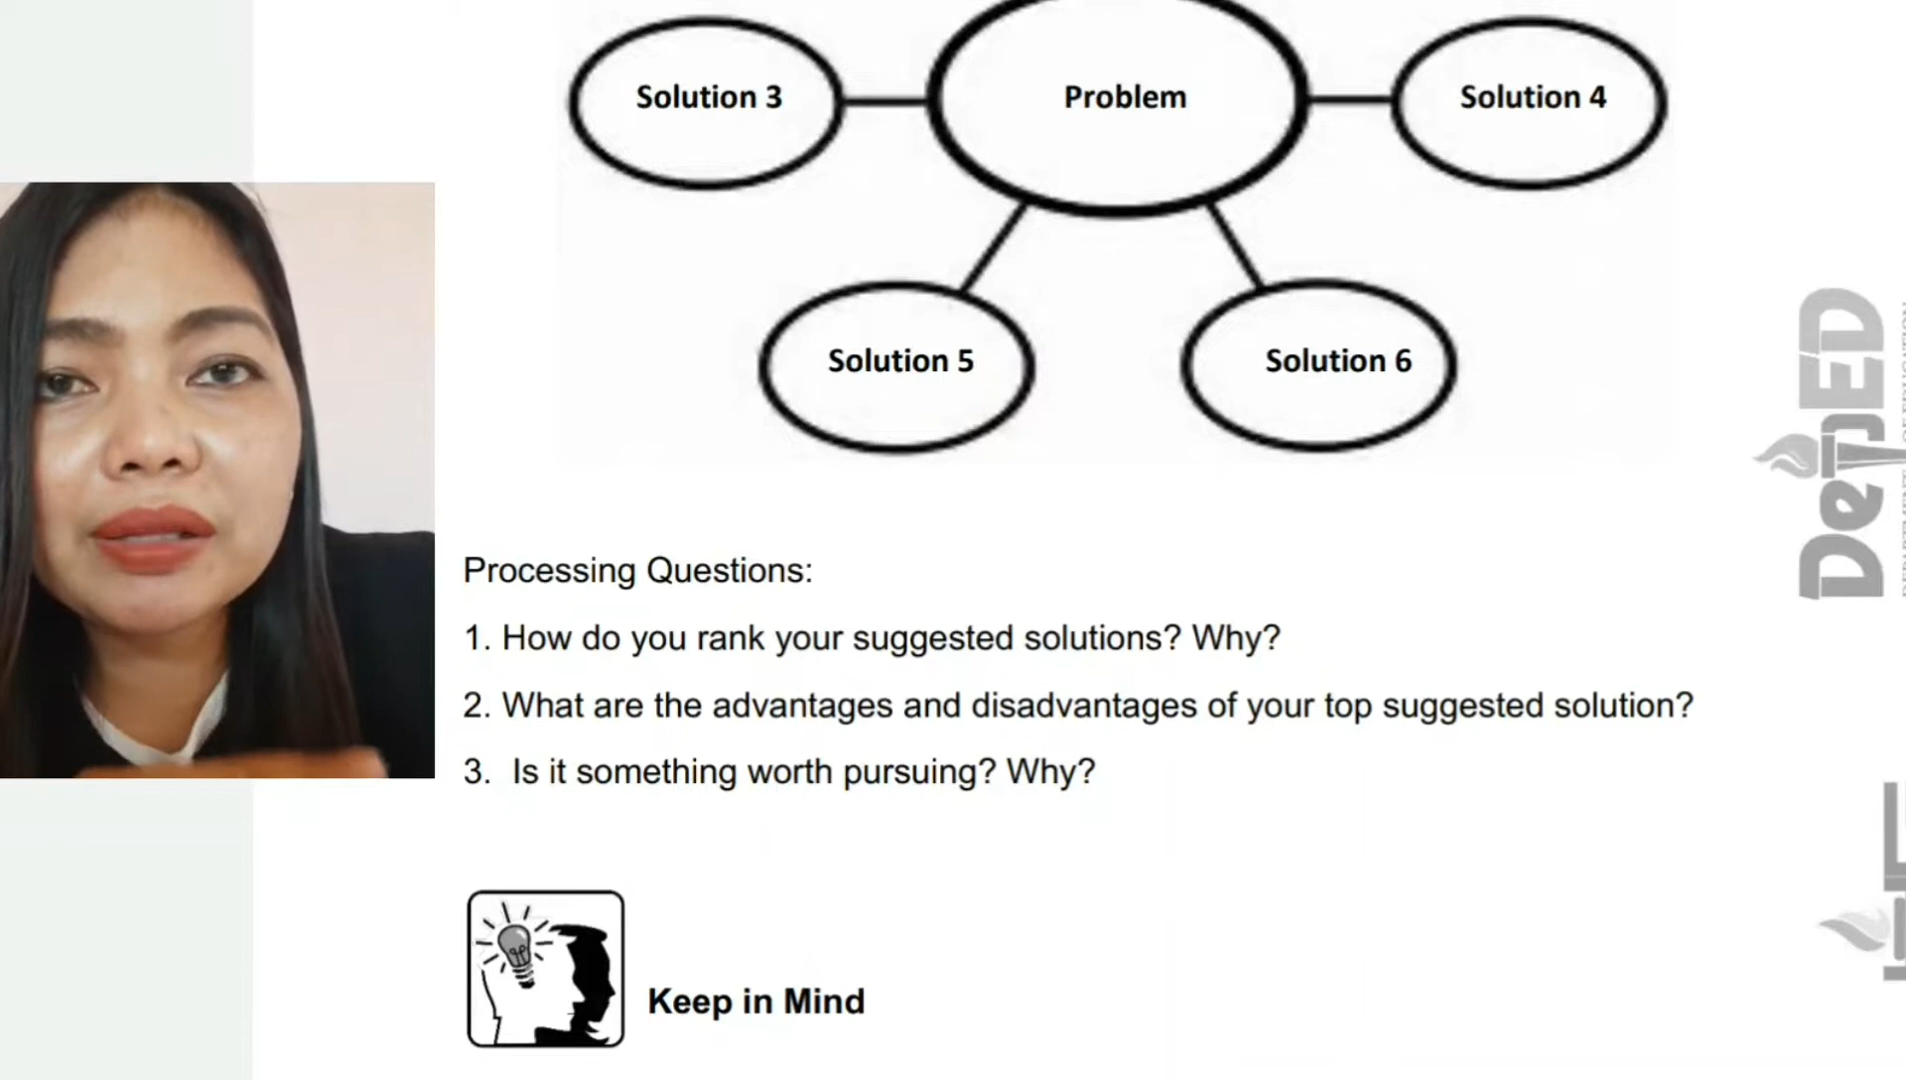 Solution 3
Problem
Solution 4
Solution 5
Solution 6
Processing Questions:
1. How do you rank your suggested solutions? Why?
2. What are the advantages and disadvantages of your top suggested solution?
3. Is it something worth pursuing? Why?
Keep in Mind
DepED